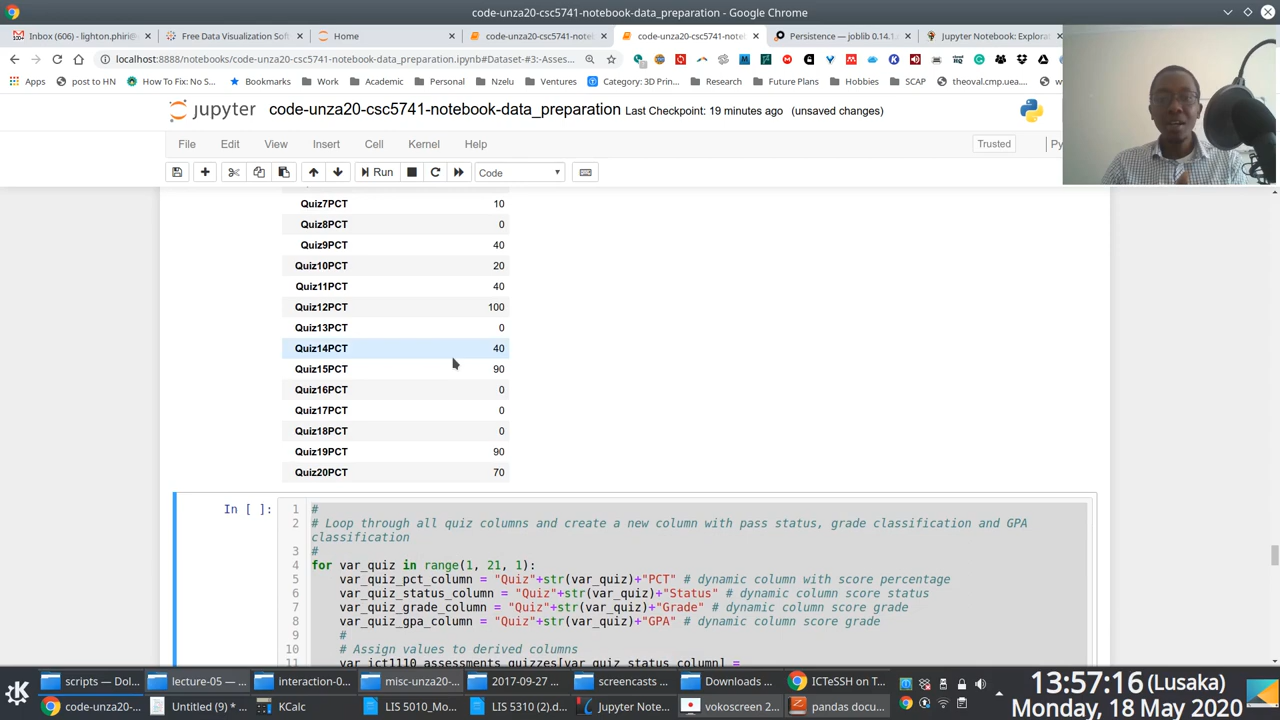 code-unza20-csc5741-notebook-data_preparation - Google Chrome
Inbox (606) - lighton.phiri@
Free Data Visualization Soft
Home
code-unza20-csc5741-notebook
code-unza20-csc5741-notebook
Persistence — joblib 0.14.1.
Jupyter Notebook: Explora
localhost:8888/notebooks/code-unza20-csc5741-notebook-data_preparation.ipynb#Dataset-#3:-Asses...
Apps
post to HN
How To Fix: No S
Bookmarks
Work
Academic
Personal
Nzelu
Ventures
Category: 3D Prin
Research
Future Plans
Hobbies
SCAP
theoval.cmp.uea
jupyter code-unza20-csc5741-notebook-data_preparation Last Checkpoint: 19 minutes ago (unsaved changes)
File Edit View Insert Cell Kernel Help
Trusted Py
Run Code
Quiz7PCT 10
Quiz8PCT 0
Quiz9PCT 40
Quiz10PCT 20
Quiz11PCT 40
Quiz12PCT 100
Quiz13PCT 0
Quiz14PCT 40
Quiz15PCT 90
Quiz16PCT 0
Quiz17PCT 0
Quiz18PCT 0
Quiz19PCT 90
Quiz20PCT 70
In [ ]:
1 #
2 # Loop through all quiz columns and create a new column with pass status, grade classification and GPA
classification
3 #
4 for var_quiz in range(1, 21, 1):
5 var_quiz_pct_column = "Quiz"+str(var_quiz)+"PCT" # dynamic column with score percentage
6 var_quiz_status_column = "Quiz"+str(var_quiz)+"Status" # dynamic column score status
7 var_quiz_grade_column = "Quiz"+str(var_quiz)+"Grade" # dynamic column score grade
8 var_quiz_gpa_column = "Quiz"+str(var_quiz)+"GPA" # dynamic column score grade
9 #
10 # Assign values to derived columns
11 var_ict1110_assessments_quizzes[var_quiz_status_column] =
scripts — Dol...
lecture-05 — ...
interaction-0...
misc-unza20-...
2017-09-27 ...
screencasts ...
Downloads ...
ICTeSSH on T...
13:57:16 (Lusaka)
code-unza20-...
Untitled (9) * ...
KCalc
LIS 5010_Mo...
LIS 5310 (2).d...
Jupyter Note...
vokoscreen 2...
pandas docu...
Monday, 18 May 2020